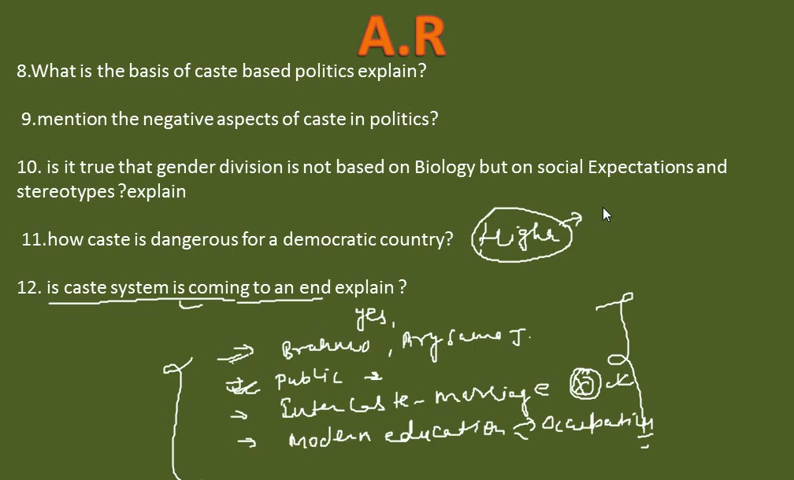 A.R
8.What is the basis of caste based politics explain?
9.mention the negative aspects of caste in politics?
10. is it true that gender division is not based on Biology but on social Expectations and
stereotypes ?explain
11.how caste is dangerous for a democratic country?
Higher
12. is caste system is coming to an end explain ?
yes,
Brahmo, Arya Samaj
Public
Inter Caste - marriage
modern education → Occupation